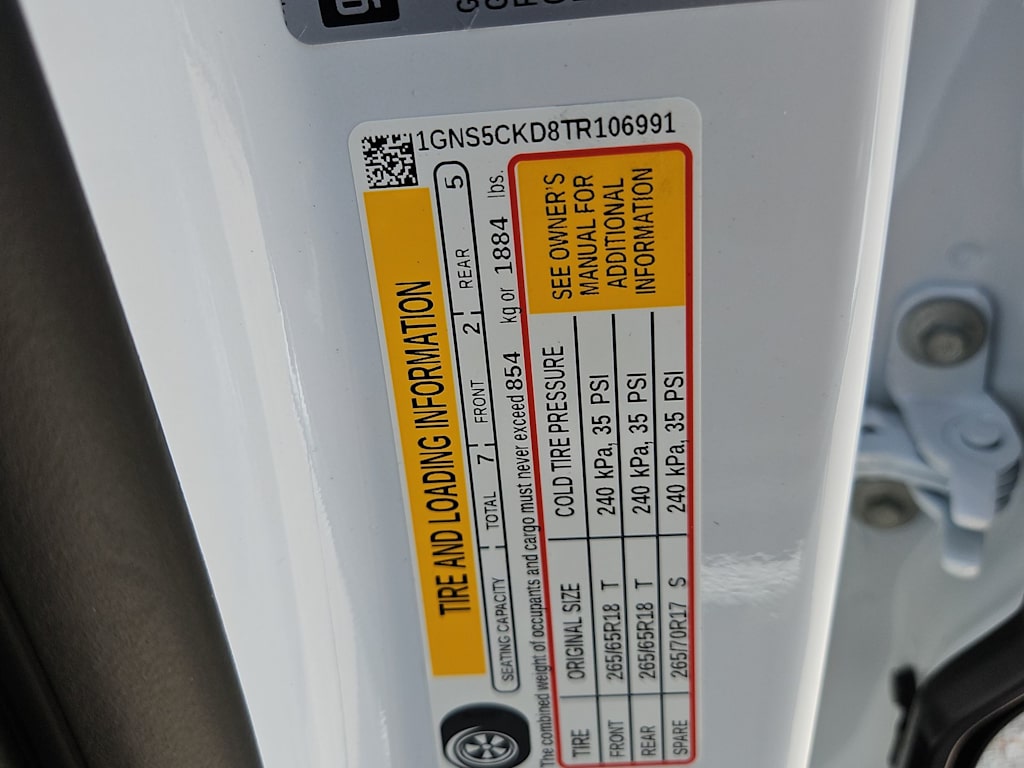 1GNS5CKD8TR106991
TIRE AND LOADING INFORMATION
SEATING CAPACITY TOTAL 7 FRONT 2 REAR 5
The combined weight of occupants and cargo must never exceed 854 kg or 1884 lbs.
TIRE ORIGINAL SIZE COLD TIRE PRESSURE
FRONT 265/65R18 T 240 kPa, 35 PSI
REAR 265/65R18 T 240 kPa, 35 PSI
SPARE 265/70R17 S 240 kPa, 35 PSI
SEE OWNER'S
MANUAL FOR
ADDITIONAL
INFORMATION